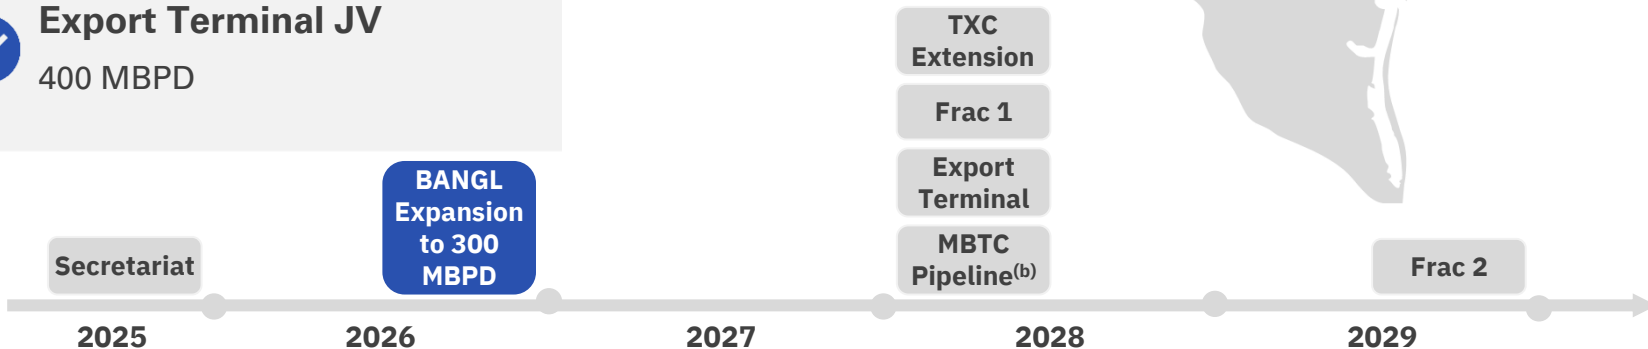 Export Terminal JV
400 MBPD
TXC
Extension
Frac 1
Export
Terminal
MBTC
Pipeline(b)
BANGL
Expansion
to 300
MBPD
Secretariat
Frac 2
2025
2026
2027
2028
2029